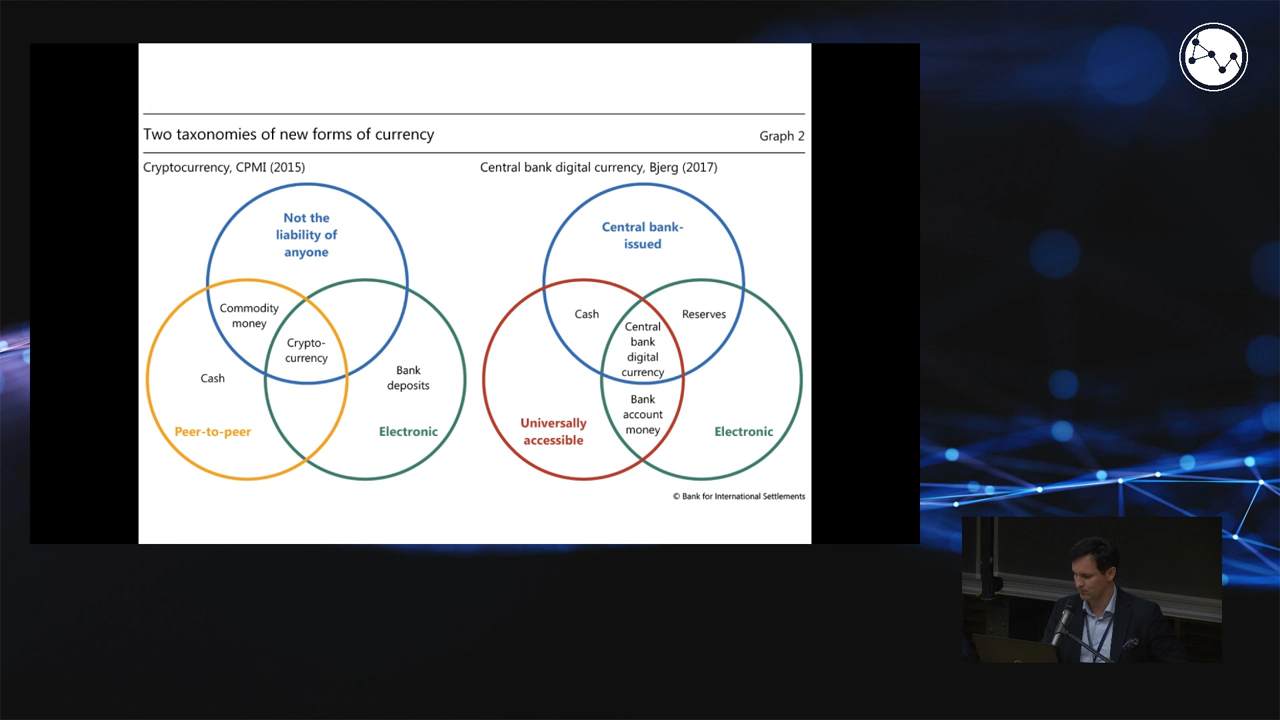 Two taxonomies of new forms of currency
Graph 2
Cryptocurrency, CPMI (2015)
Not the
liability of
anyone
Commodity
money
Crypto-
currency
Cash
Bank
deposits
Peer-to-peer
Electronic
Central bank digital currency, Bjerg (2017)
Central bank-
issued
Cash
Reserves
Central
bank
digital
currency
Bank
account
money
Universally
accessible
Electronic
© Bank for International Settlements